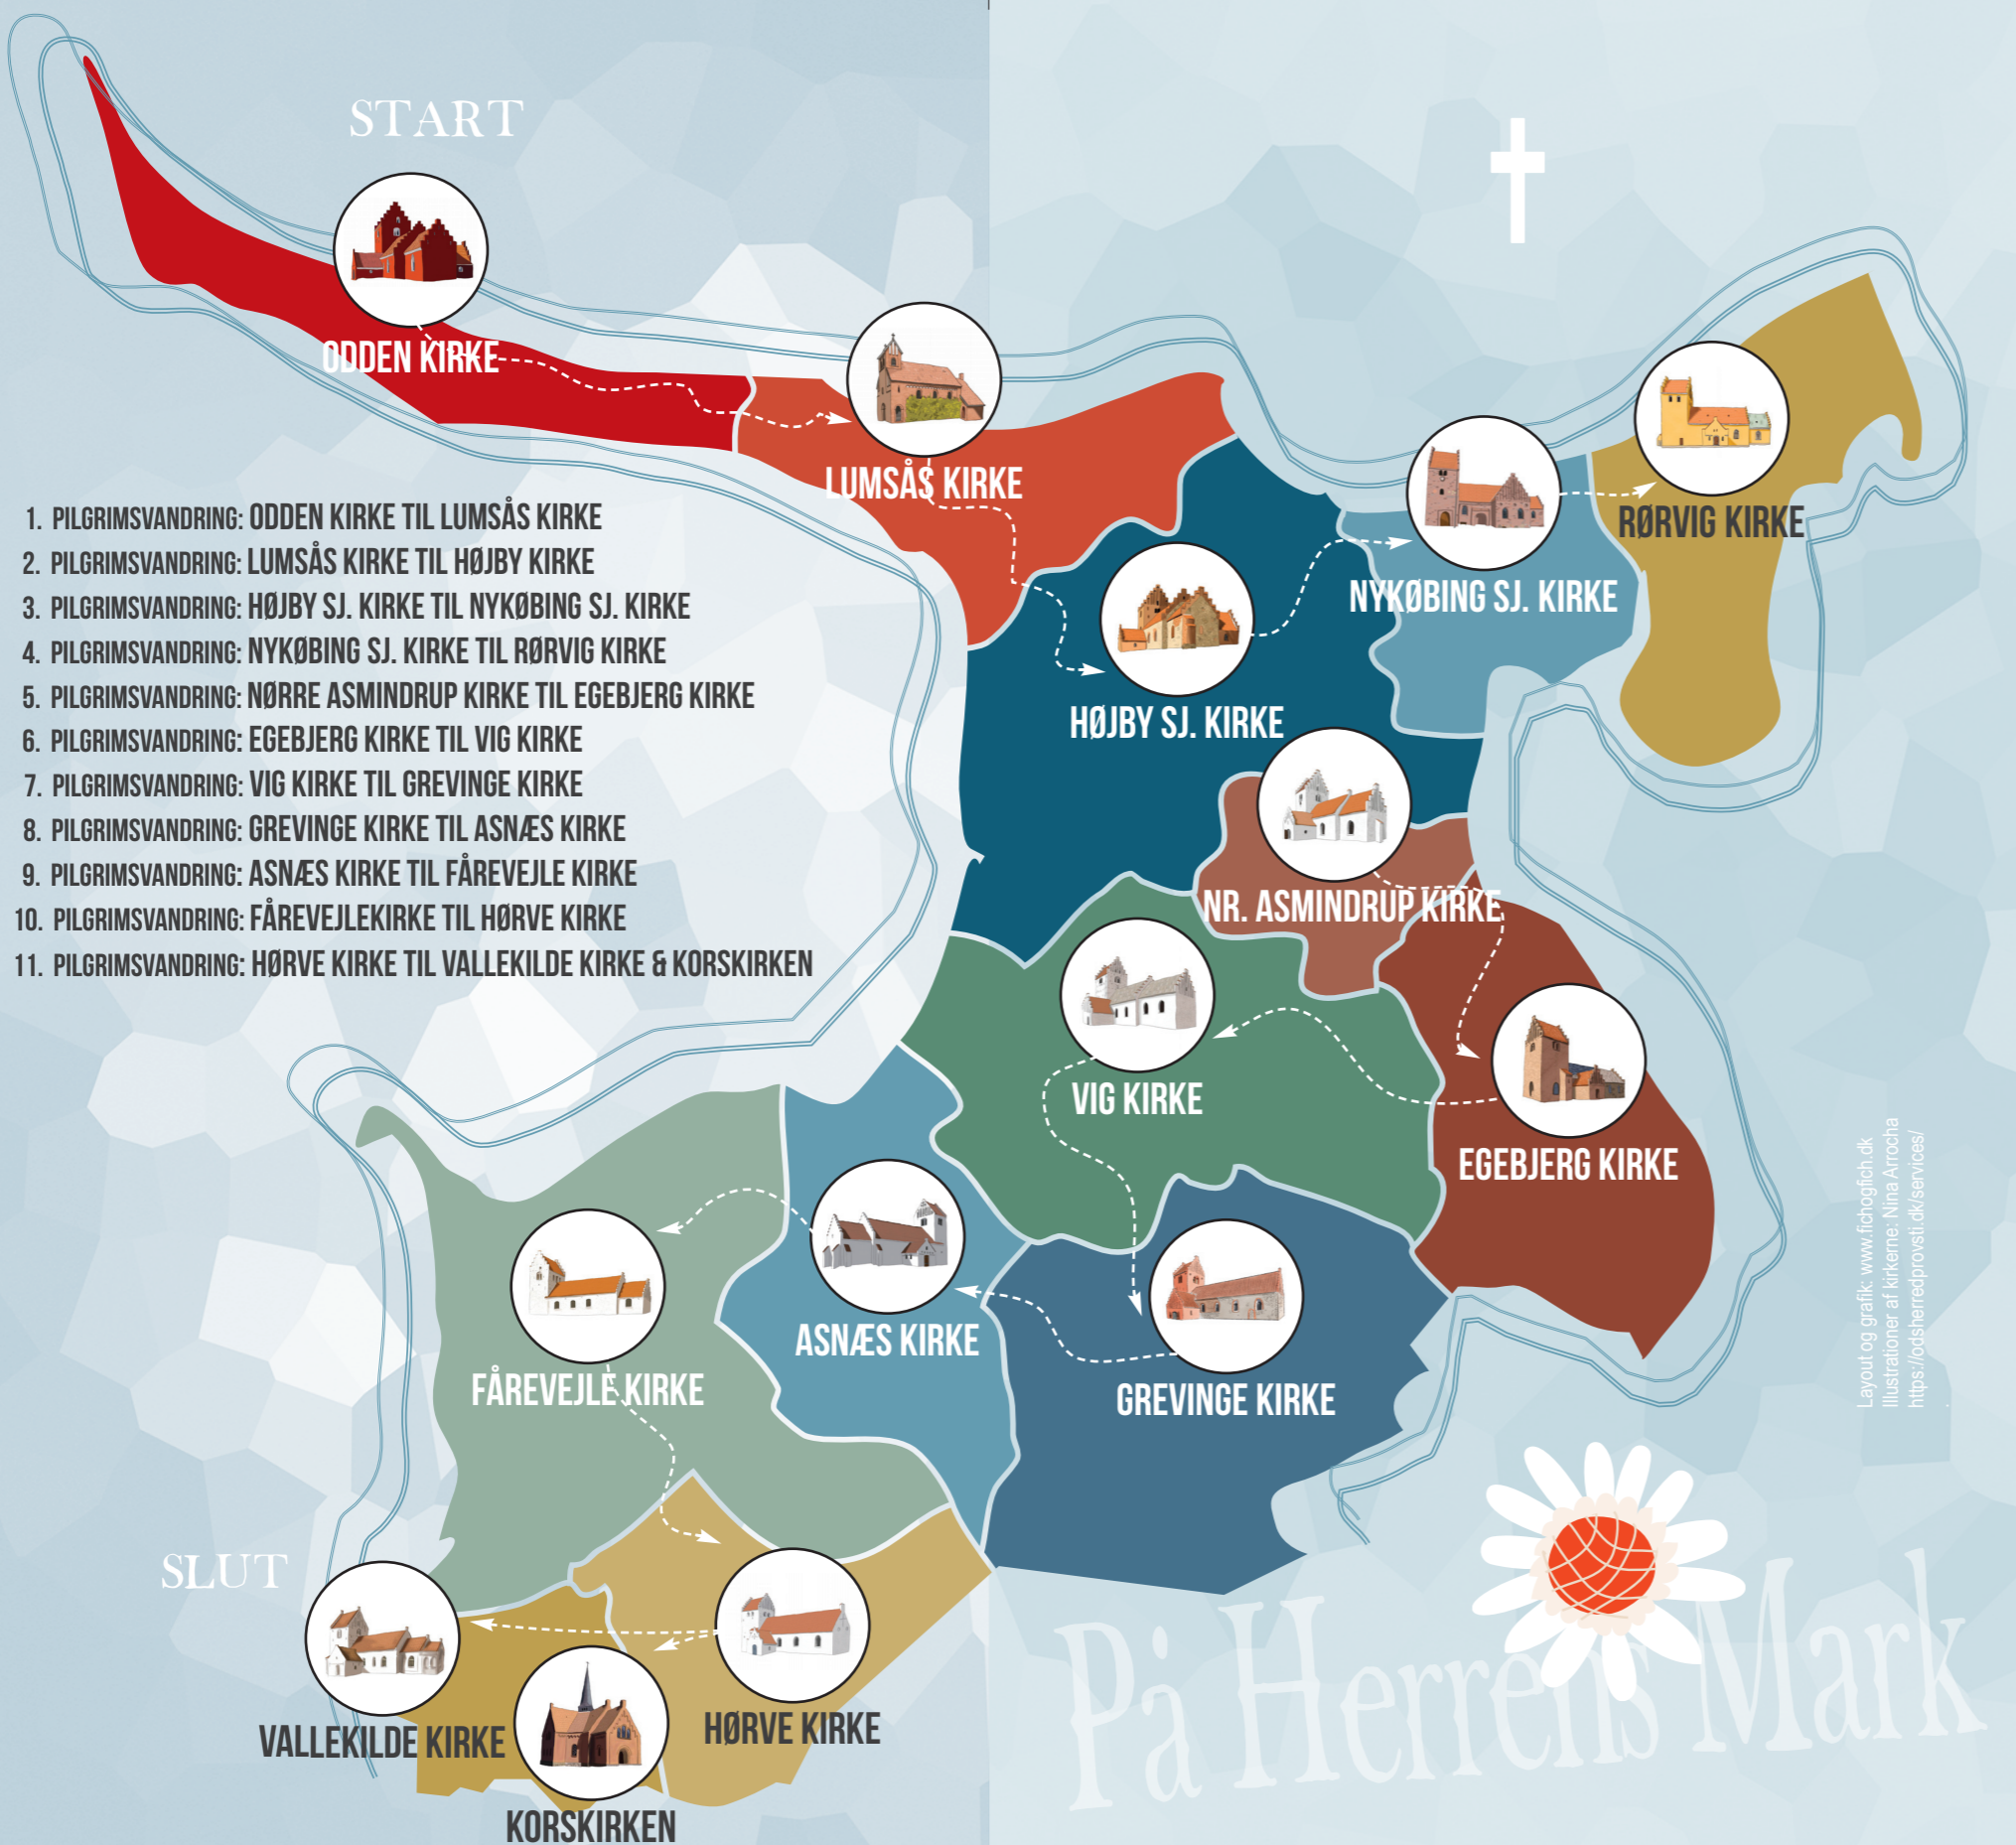 START
ODDEN KIRKE
LUMSÅS KIRKE
RØRVIG KIRKE
NYKØBING SJ. KIRKE
HØJBY SJ. KIRKE
1. PILGRIMSVANDRING: ODDEN KIRKE TIL LUMSÅS KIRKE
2. PILGRIMSVANDRING: LUMSÅS KIRKE TIL HØJBY KIRKE
3. PILGRIMSVANDRING: HØJBY SJ. KIRKE TIL NYKØBING SJ. KIRKE
4. PILGRIMSVANDRING: NYKØBING SJ. KIRKE TIL RØRVIG KIRKE
5. PILGRIMSVANDRING: NØRRE ASMINDRUP KIRKE TIL EGEBJERG KIRKE
6. PILGRIMSVANDRING: EGEBJERG KIRKE TIL VIG KIRKE
7. PILGRIMSVANDRING: VIG KIRKE TIL GREVINGE KIRKE
8. PILGRIMSVANDRING: GREVINGE KIRKE TIL ASNÆS KIRKE
9. PILGRIMSVANDRING: ASNÆS KIRKE TIL FÅREVEJLE KIRKE
10. PILGRIMSVANDRING: FÅREVEJLEKIRKE TIL HØRVE KIRKE
11. PILGRIMSVANDRING: HØRVE KIRKE TIL VALLEKILDE KIRKE & KORSKIRKEN
NR. ASMINDRUP KIRKE
VIG KIRKE
EGEBJERG KIRKE
ASNÆS KIRKE
FÅREVEJLE KIRKE
GREVINGE KIRKE
Layout og grafik: www.fichogfich.dk
Illustrationer af kirkerne: Nina Arrocha
https://odsherredprovsti.dk/services/
.
SLUT
VALLEKILDE KIRKE
HØRVE KIRKE
KORSKIRKEN
På Herrens Mark